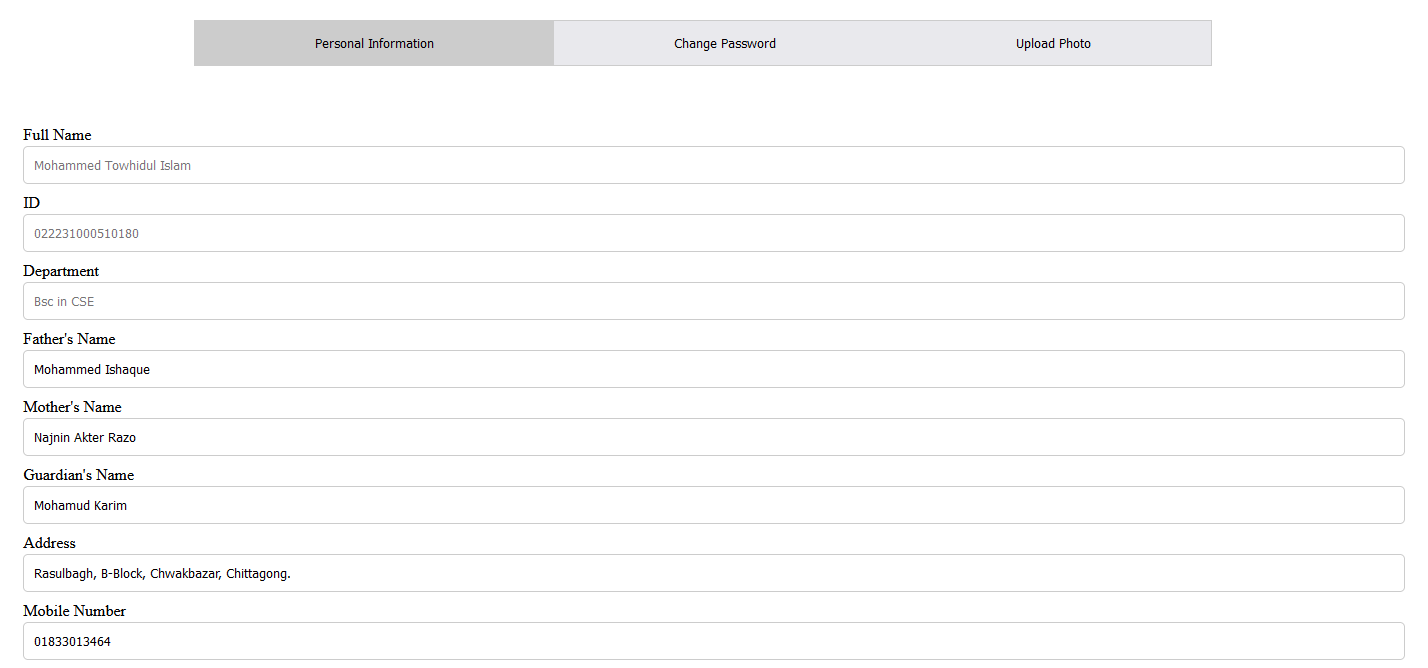 Personal Information Change Password Upload Photo
Full Name
Mohammed Towhidul Islam
ID
022231000510180
Department
Bsc in CSE
Father's Name
Mohammed Ishaque
Mother's Name
Najnin Akter Razo
Guardian's Name
Mohamud Karim
Address
Rasulbagh, B-Block, Chwakbazar, Chittagong.
Mobile Number
01833013464